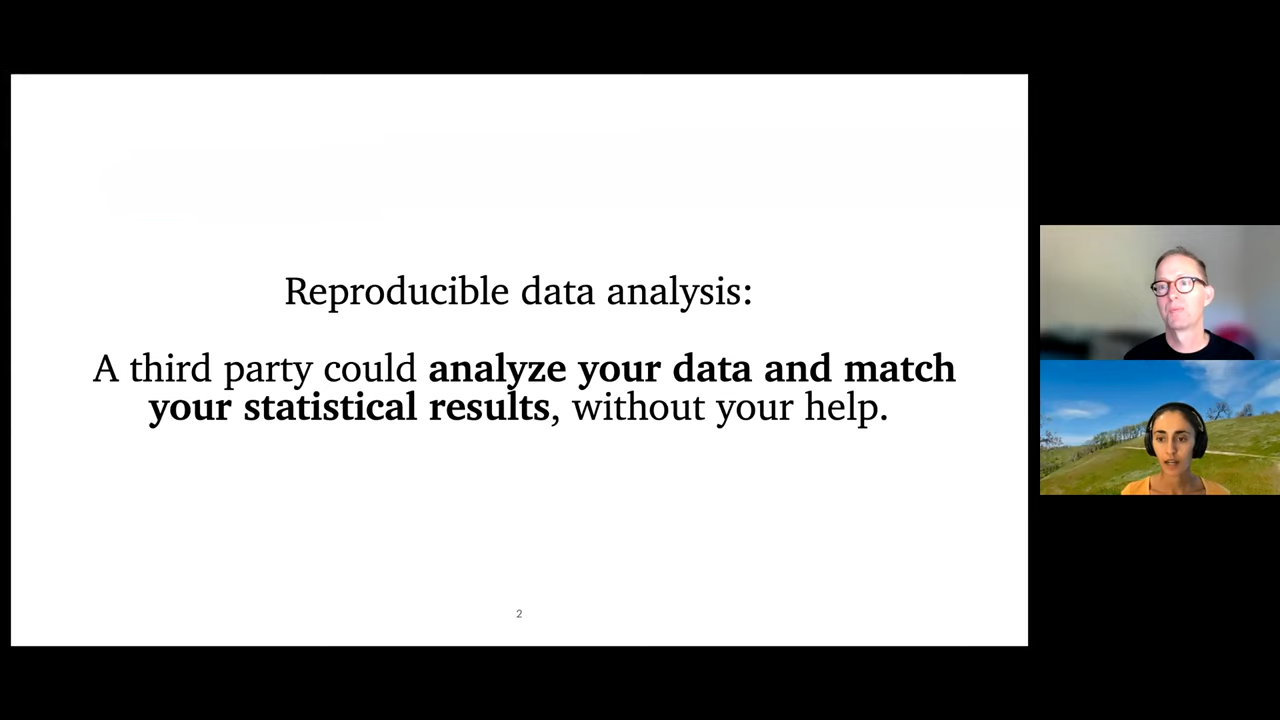 Reproducible data analysis:
A third party could analyze your data and match
your statistical results, without your help.
2